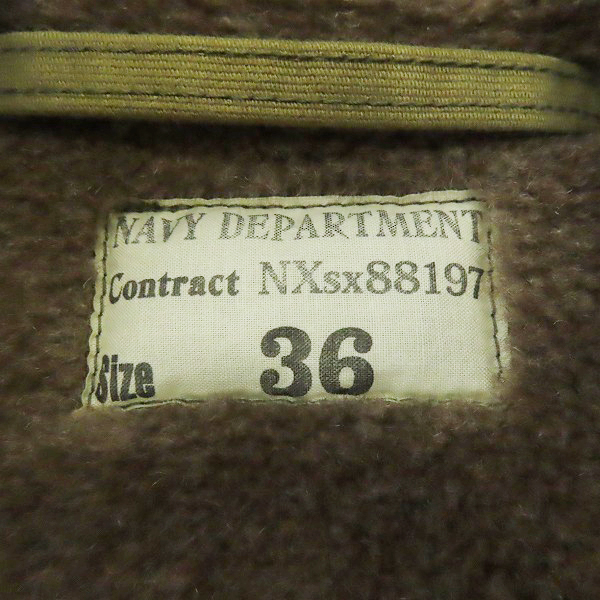 NAVY DEPARTMENT
Contract NXsx88197
Size 36